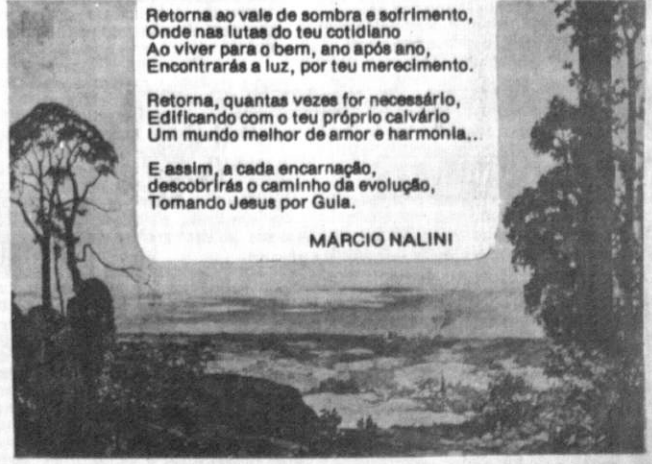 Retorna ao vale de sombra e sofrimento,
Onde nas lutas do teu cotidiano
Ao viver para o bem, ano após ano,
Encontrarás a luz, por teu merecimento.
Retorna, quantas vezes for necessário,
Edificando com o teu próprio calvário
Um mundo melhor de amor e harmonia...
E assim, a cada encarnação,
descobrirás o caminho da evolução,
Tomando Jesus por Guia.
MÁRCIO NALINI